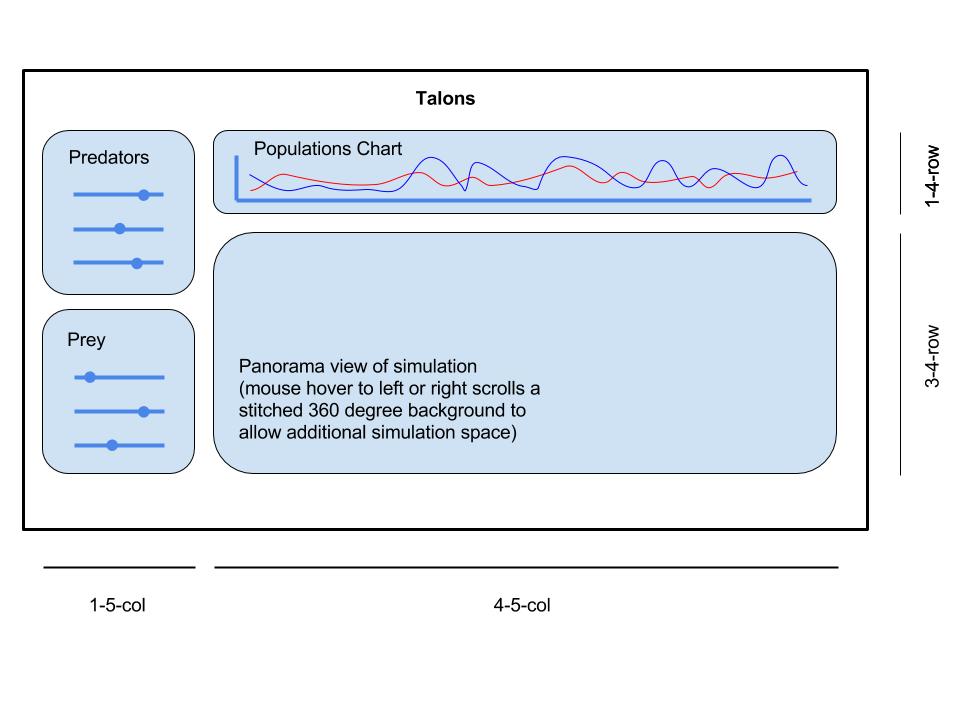 Talons
Predators
Populations Chart
Prey
Panorama view of simulation
(mouse hover to left or right scrolls a
stitched 360 degree background to
allow additional simulation space)
1-4-row
3-4-row
1-5-col
4-5-col